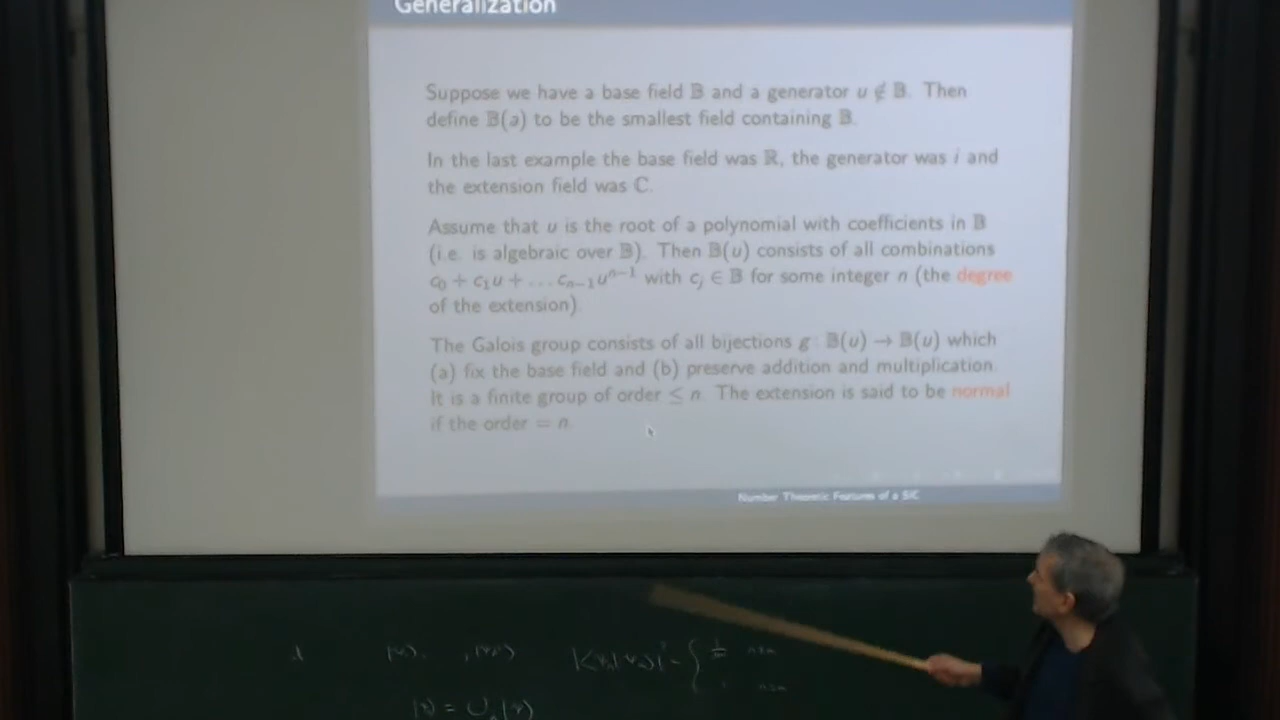 Generalization
Suppose we have a base field 𝔹 and a generator u ∉ 𝔹. Then
define 𝔹(a) to be the smallest field containing 𝔹.
In the last example the base field was ℝ, the generator was i and
the extension field was ℂ.
Assume that u is the root of a polynomial with coefficients in 𝔹
(i.e. is algebraic over 𝔹). Then 𝔹(u) consists of all combinations
c₀ + c₁u + … cₙ₋₁uⁿ⁻¹ with cⱼ ∈ 𝔹 for some integer n (the degree
of the extension).
The Galois group consists of all bijections g : 𝔹(u) → 𝔹(u) which
(a) fix the base field and (b) preserve addition and multiplication.
It is a finite group of order ≤ n. The extension is said to be normal
if the order = n.
Number Theoretic Features of a SIC